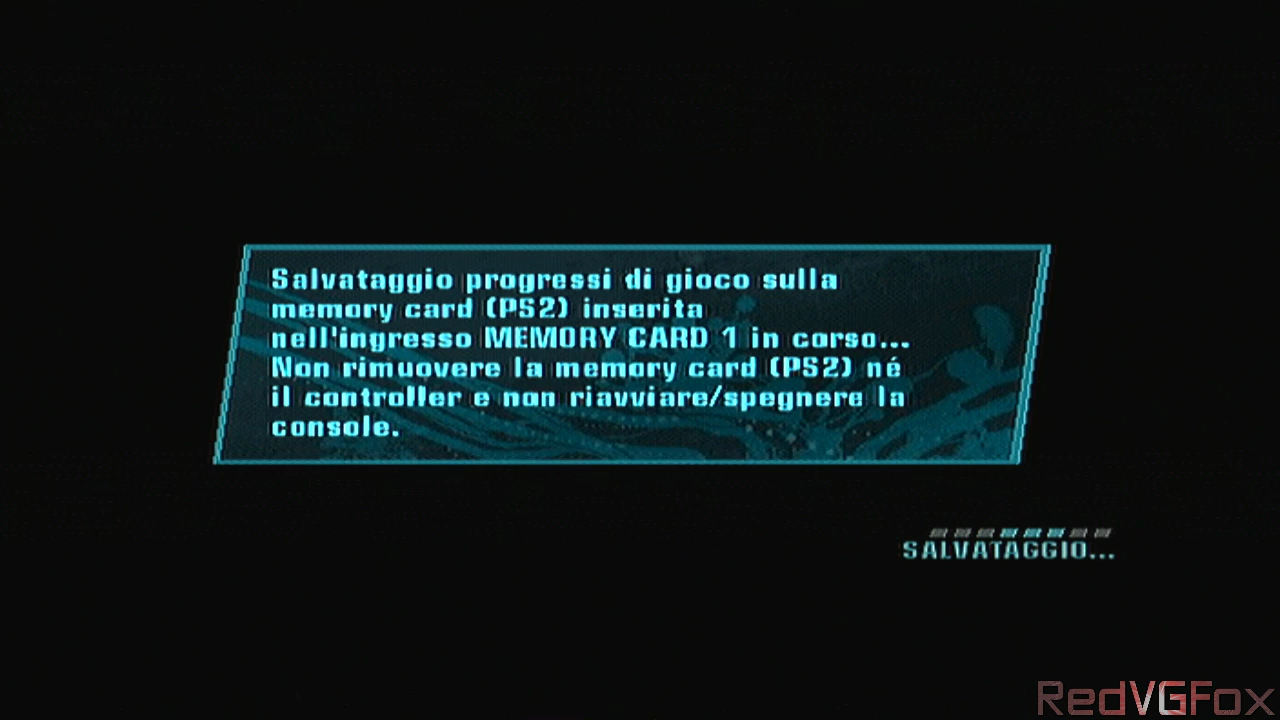 Salvataggio progressi di gioco sulla
memory card (PS2) inserita
nell'ingresso MEMORY CARD 1 in corso...
Non rimuovere la memory card (PS2) né
il controller e non riavviare/spegnere la
console.
SALVATAGGIO...
RedVGFox